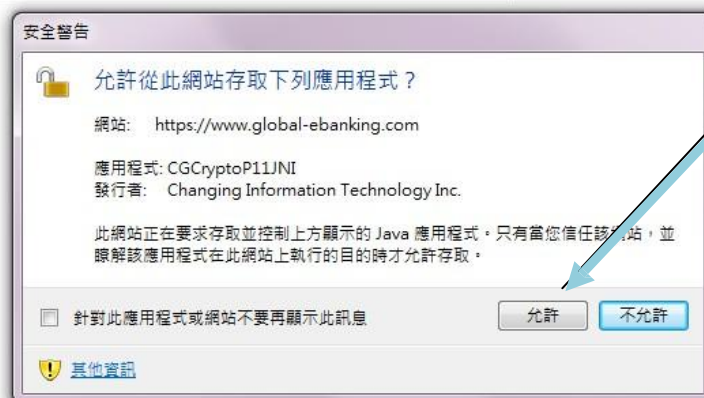 安全警告
允許從此網站存取下列應用程式？
網站: https://www.global-ebanking.com
應用程式: CGCryptoP11JNI
發行者: Changing Information Technology Inc.
此網站正在要求存取並控制上方顯示的 Java 應用程式。只有當您信任該網站，並
瞭解該應用程式在此網站上執行的目的時才允許存取。
針對此應用程式或網站不要再顯示此訊息
允許 不允許
其他資訊